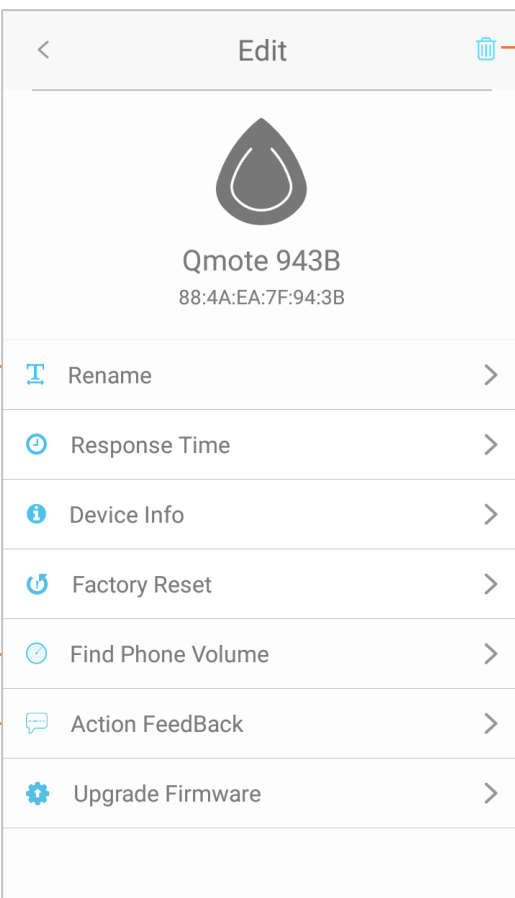 Edit
Qmote 943B
88:4A:EA:7F:94:3B
Rename
Response Time
Device Info
Factory Reset
Find Phone Volume
Action FeedBack
Upgrade Firmware